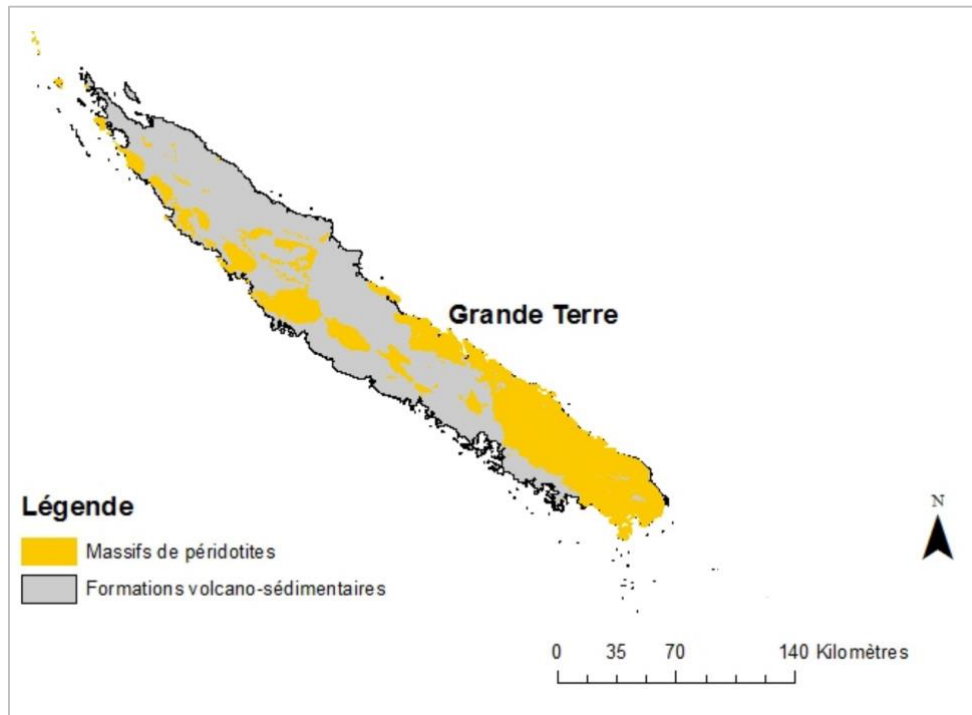 Grande Terre
Légende
Massifs de péridotites
Formations volcano-sédimentaires
N
0 35 70 140 Kilomètres